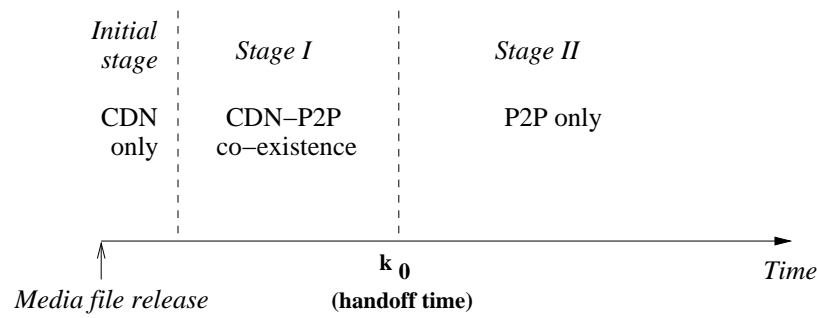 Initial
stage
Stage I
Stage II
CDN
only
CDN–P2P
co–existence
P2P only
k 0
(handoff time)
Time
Media file release